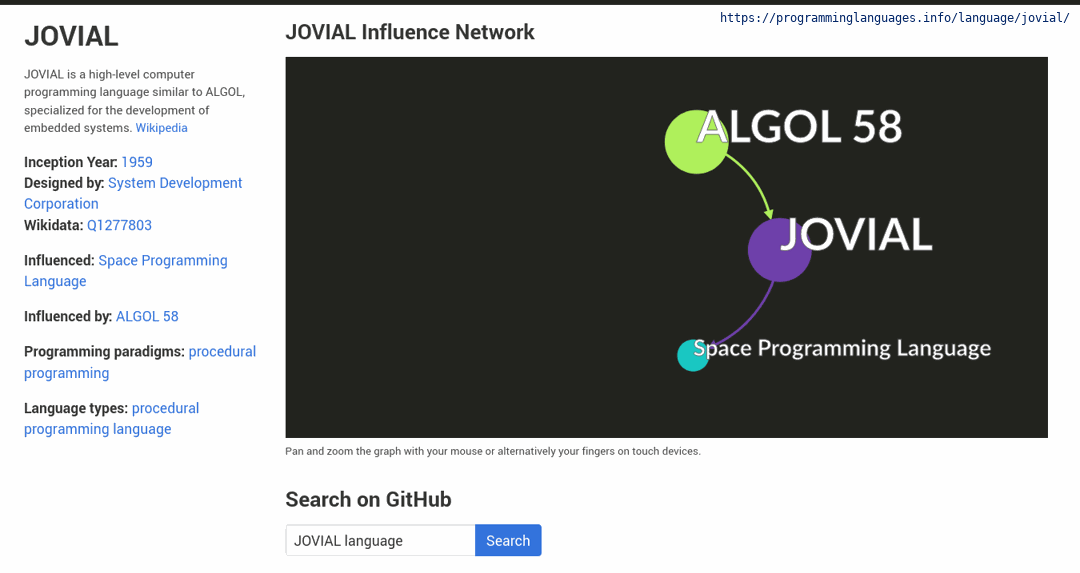 https://programminglanguages.info/language/jovial/
JOVIAL
JOVIAL is a high-level computer
programming language similar to ALGOL,
specialized for the development of
embedded systems. Wikipedia
Inception Year: 1959
Designed by: System Development
Corporation
Wikidata: Q1277803
Influenced: Space Programming
Language
Influenced by: ALGOL 58
Programming paradigms: procedural
programming
Language types: procedural
programming language
JOVIAL Influence Network
ALGOL 58
JOVIAL
Space Programming Language
Pan and zoom the graph with your mouse or alternatively your fingers on touch devices.
Search on GitHub
JOVIAL language
Search